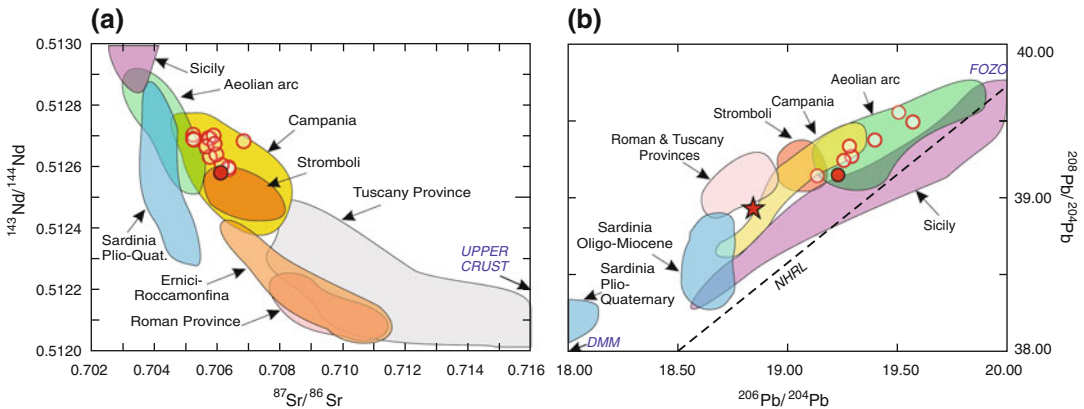 (a)
0.5130
0.5128
0.5126
0.5124
0.5122
0.5120
143Nd/144Nd
Sicily
Aeolian arc
Campania
Stromboli
Tuscany Province
Sardinia
Plio-Quat.
Ernici-
Roccamonfina
Roman Province
UPPER
CRUST
0.702
0.704
0.706
0.708
0.710
0.712
0.714
0.716
87Sr/86Sr
(b)
40.00
39.00
38.00
208Pb/204Pb
FOZO
Aeolian arc
Campania
Stromboli
Roman & Tuscany
Provinces
Sardinia
Oligo-Miocene
Sardinia
Plio-
Quaternary
Sicily
NHRL
DMM
18.00
18.50
19.00
19.50
20.00
206Pb/204Pb